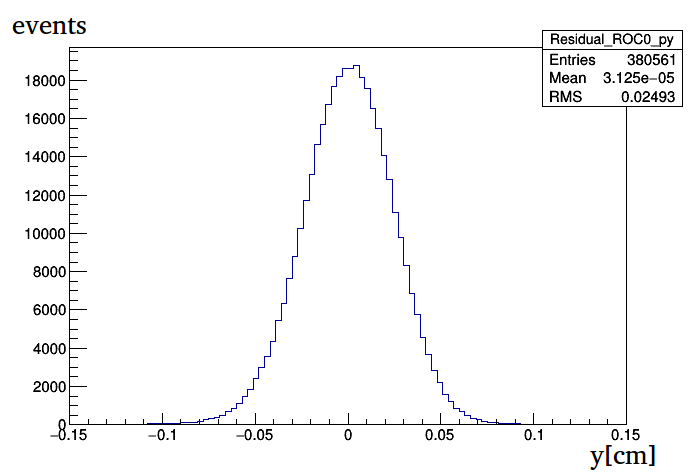 events
Residual_ROC0_py
Entries 380561
Mean 3.125e−05
RMS 0.02493
18000
16000
14000
12000
10000
8000
6000
4000
2000
0
−0.15 −0.1 −0.05 0 0.05 0.1 0.15
y[cm]